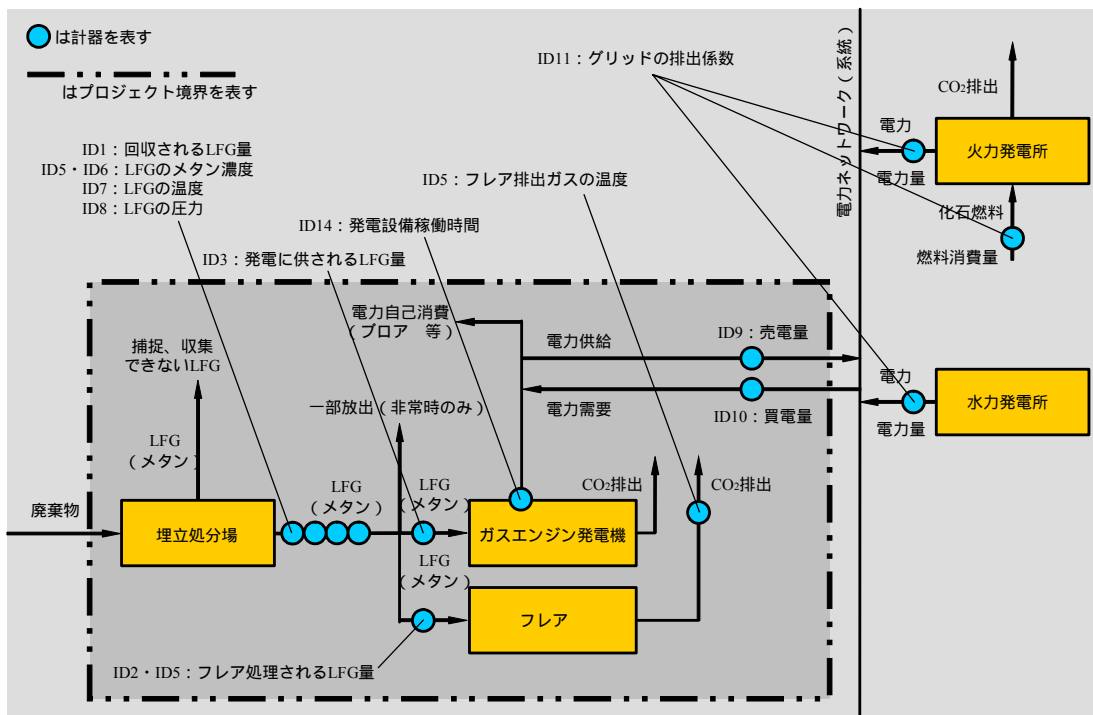 は計器を表す
はプロジェクト境界を表す
ID11：グリッドの排出係数
電力ネットワーク（系統）
CO₂排出
電力
火力発電所
電力量
化石燃料
燃料消費量
ID1：回収されるLFG量
ID5・ID6：LFGのメタン濃度
ID7：LFGの温度
ID8：LFGの圧力
ID5：フレア排出ガスの温度
ID14：発電設備稼働時間
ID3：発電に供されるLFG量
電力自己消費
（ブロア　等）
電力供給
ID9：売電量
捕捉、収集
できないLFG
電力
水力発電所
電力量
電力需要
ID10：買電量
一部放出（非常時のみ）
LFG
（メタン）
LFG
（メタン）
LFG
（メタン）
CO₂排出
CO₂排出
廃棄物
埋立処分場
ガスエンジン発電機
LFG
（メタン）
フレア
ID2・ID5：フレア処理されるLFG量